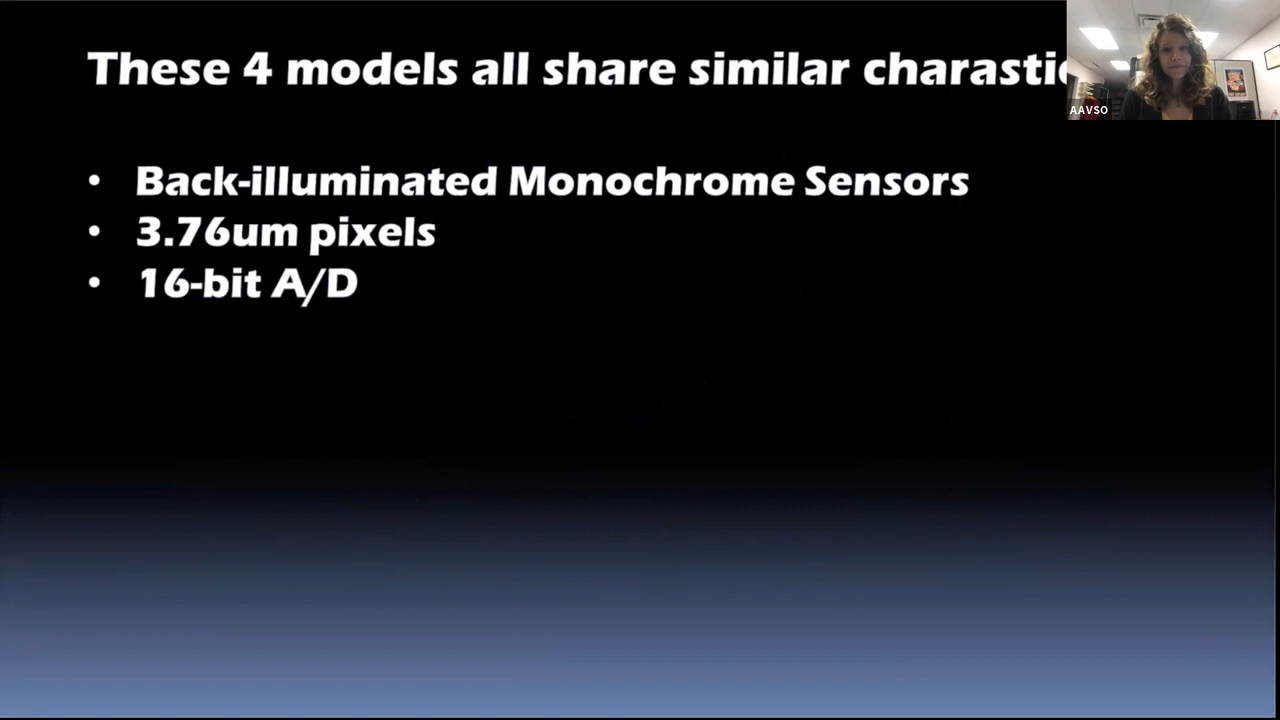 These 4 models all share similar charastic
AAVSO
• Back-illuminated Monochrome Sensors
• 3.76um pixels
• 16-bit A/D